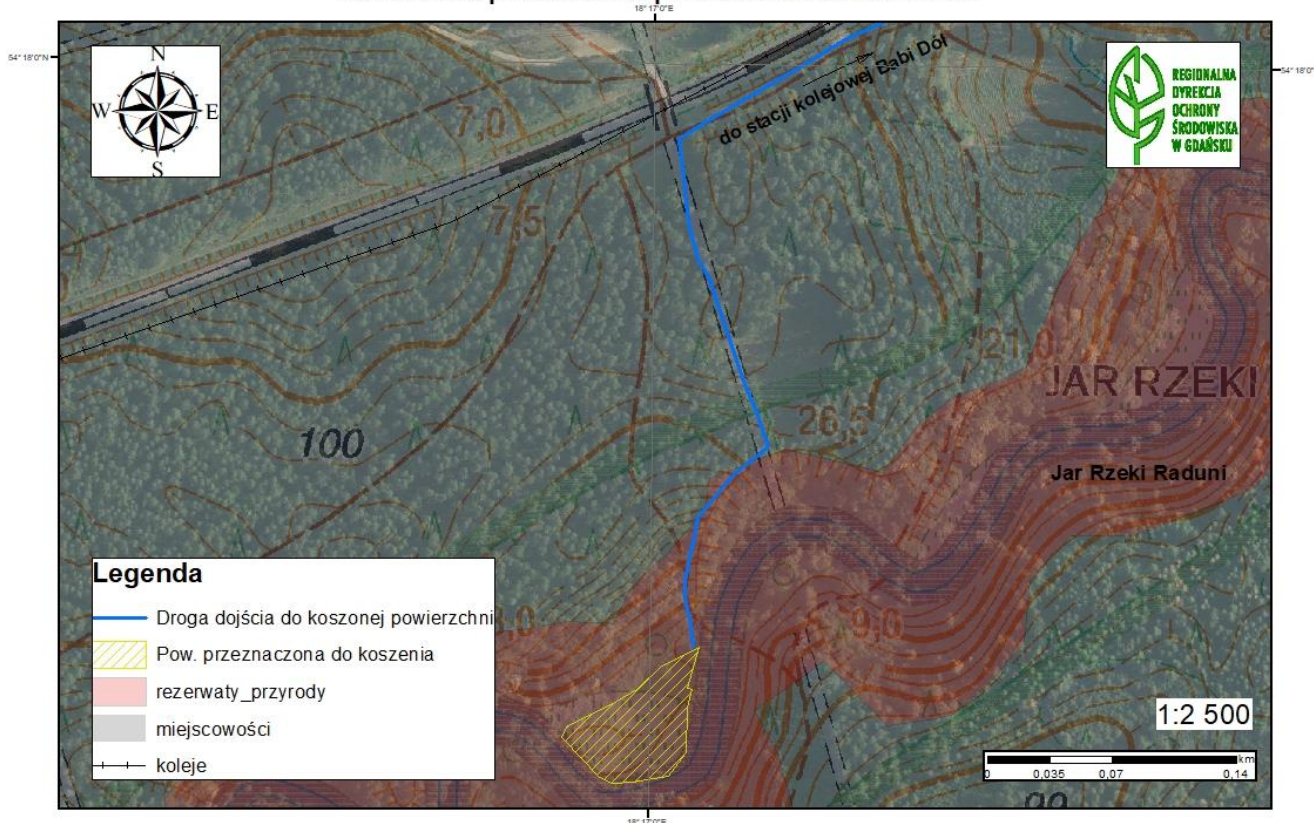 18°17'0"E
54°18'0"N
54°18'0"
N
W
E
S
REGIONALNA
DYREKCJA
OCHRONY
ŚRODOWISKA
W GDAŃSKU
do stacji kolejowej Babi Dół
7,0
7,5
21,0
JAR RZEKI
26,5
100
Jar Rzeki Raduni
9,0
Legenda
Droga dojścia do koszonej powierzchni
Pow. przeznaczona do koszenia
rezerwaty_przyrody
miejscowości
koleje
1:2 500
km
0
0,035
0,07
0,14
18°17'0"E